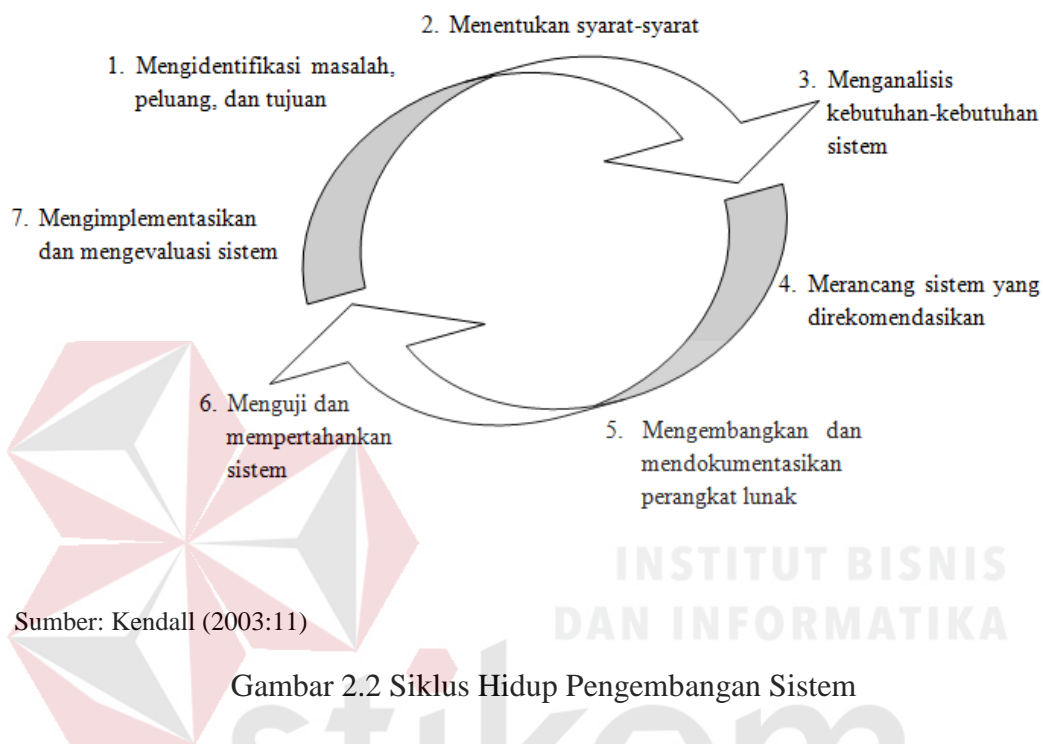 2. Menentukan syarat-syarat
1. Mengidentifikasi masalah,
peluang, dan tujuan
3. Menganalisis
kebutuhan-kebutuhan
sistem
7. Mengimplementasikan
dan mengevaluasi sistem
4. Merancang sistem yang
direkomendasikan
6. Menguji dan
mempertahankan
sistem
5. Mengembangkan dan
mendokumentasikan
perangkat lunak
INSTITUT BISNIS
DAN INFORMATIKA
Sumber: Kendall (2003:11)
Gambar 2.2 Siklus Hidup Pengembangan Sistem
stikom